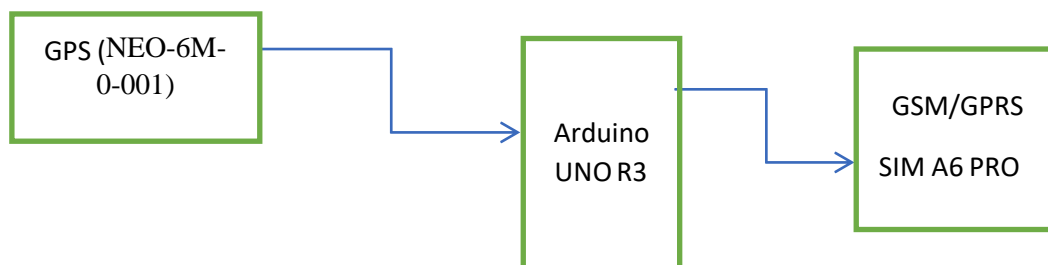 GPS (NEO-6M-
0-001)
Arduino
UNO R3
GSM/GPRS
SIM A6 PRO